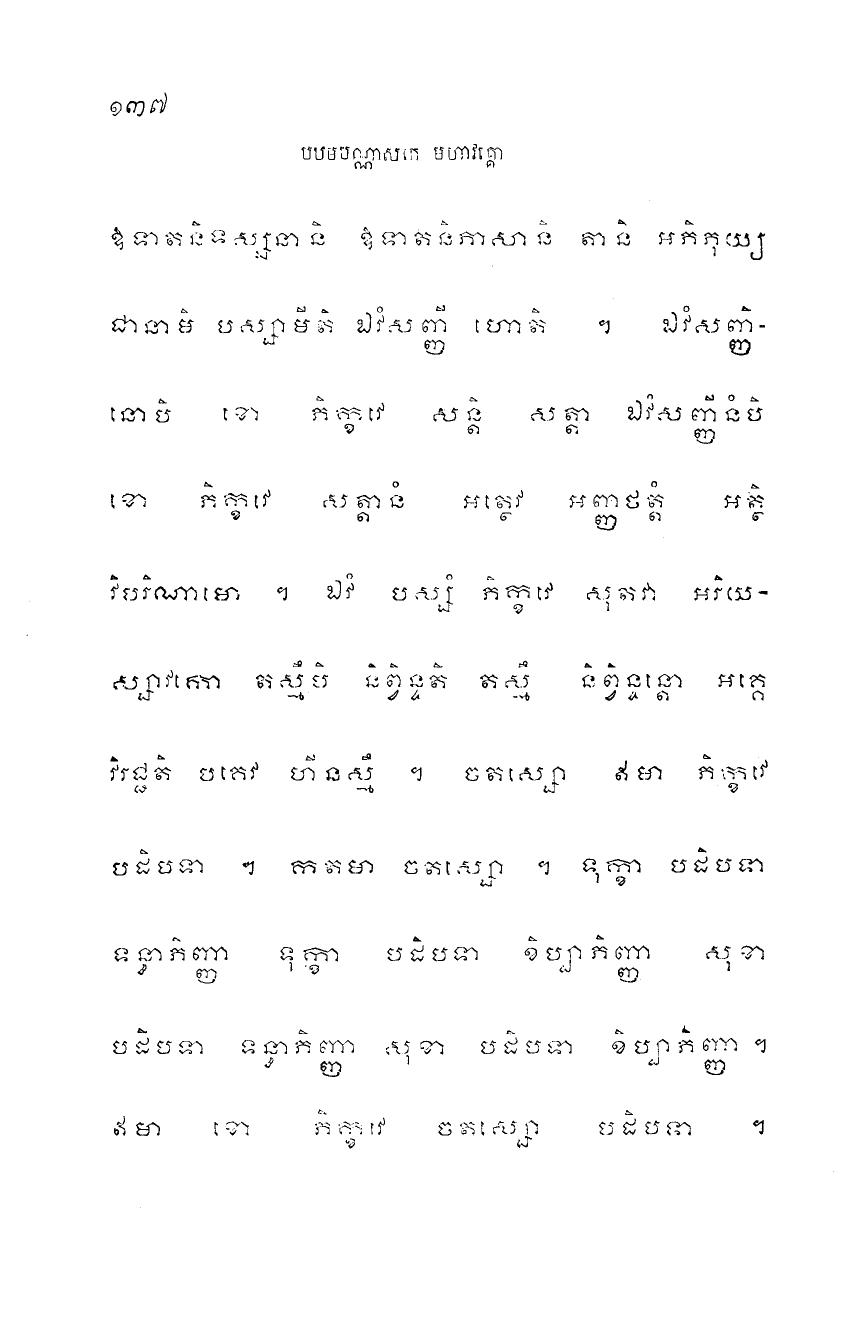 ១៣៧
បឋមបណ្ណាសកេ មហាវគ្គោ
ឱទាតនិទស្សនានិ ឱទាតនិភាសានិ តានិ អភិភុយ្យ
ជានាមិ បស្សាមីតិ ឯវំសញ្ញី ហោតិ ។ ឯវំសញ្ញិ-
នោបិ ខោ ភិក្ខវេ សន្តិ សត្តា ឯវំសញ្ញីនំបិ
ខោ ភិក្ខវេ សត្តានំ អត្ថេវ អញ្ញថត្តំ អត្ថិ
វិបរិណាមោ ។ ឯវំ បស្សំ ភិក្ខវេ សុតវា អរិយ-
ស្សាវកោ តស្មឹបិ និព្វិន្ទតិ តស្មឹ និព្វិន្ទន្តោ អគ្គេ
វិរជ្ជតិ បគេវ ហីនស្មឹ ។ ចតស្សោ ឥមា ភិក្ខវេ
បដិបទា ។ កតមា ចតស្សោ ។ ទុក្ខា បដិបទា
ទន្ធាភិញ្ញា ទុក្ខា បដិបទា ខិប្បាភិញ្ញា សុខា
បដិបទា ទន្ធាភិញ្ញា សុខា បដិបទា ខិប្បាភិញ្ញា ។
ឥមា ខោ ភិក្ខវេ ចតស្សោ បដិបទា ។